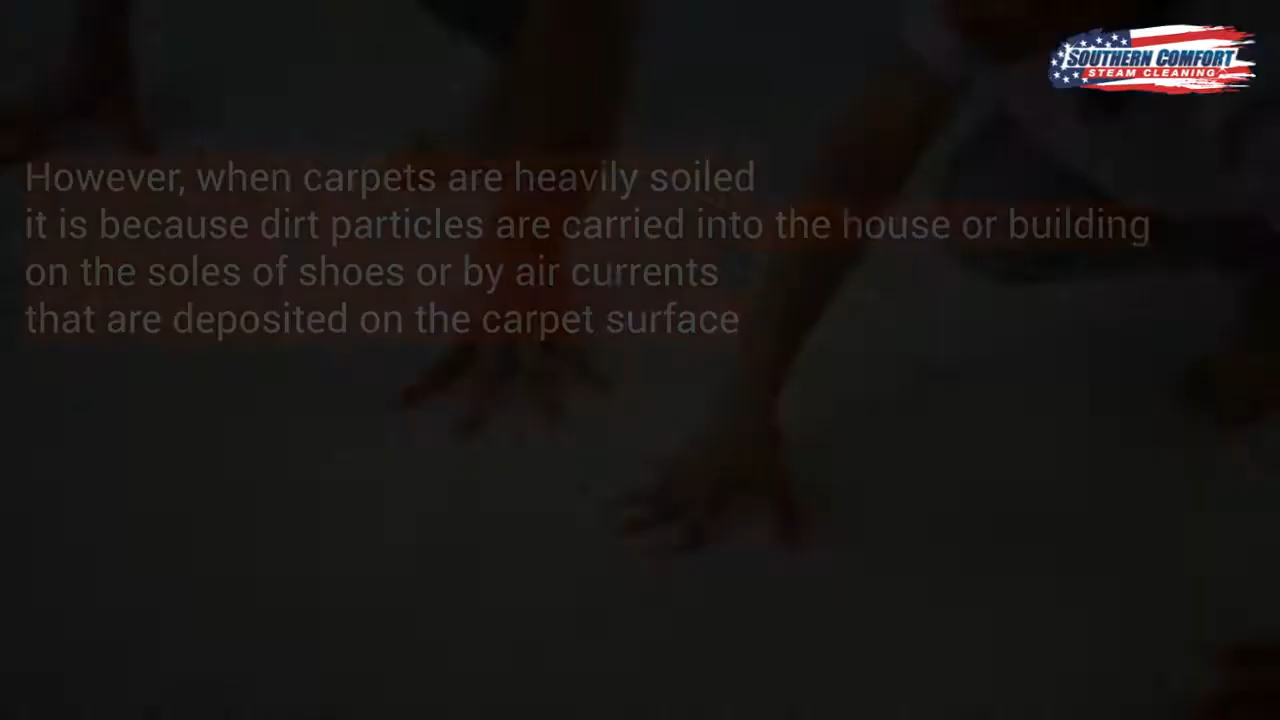 SOUTHERN COMFORT
STEAM CLEANING
However, when carpets are heavily soiled
it is because dirt particles are carried into the house or building
on the soles of shoes or by air currents
that are deposited on the carpet surface